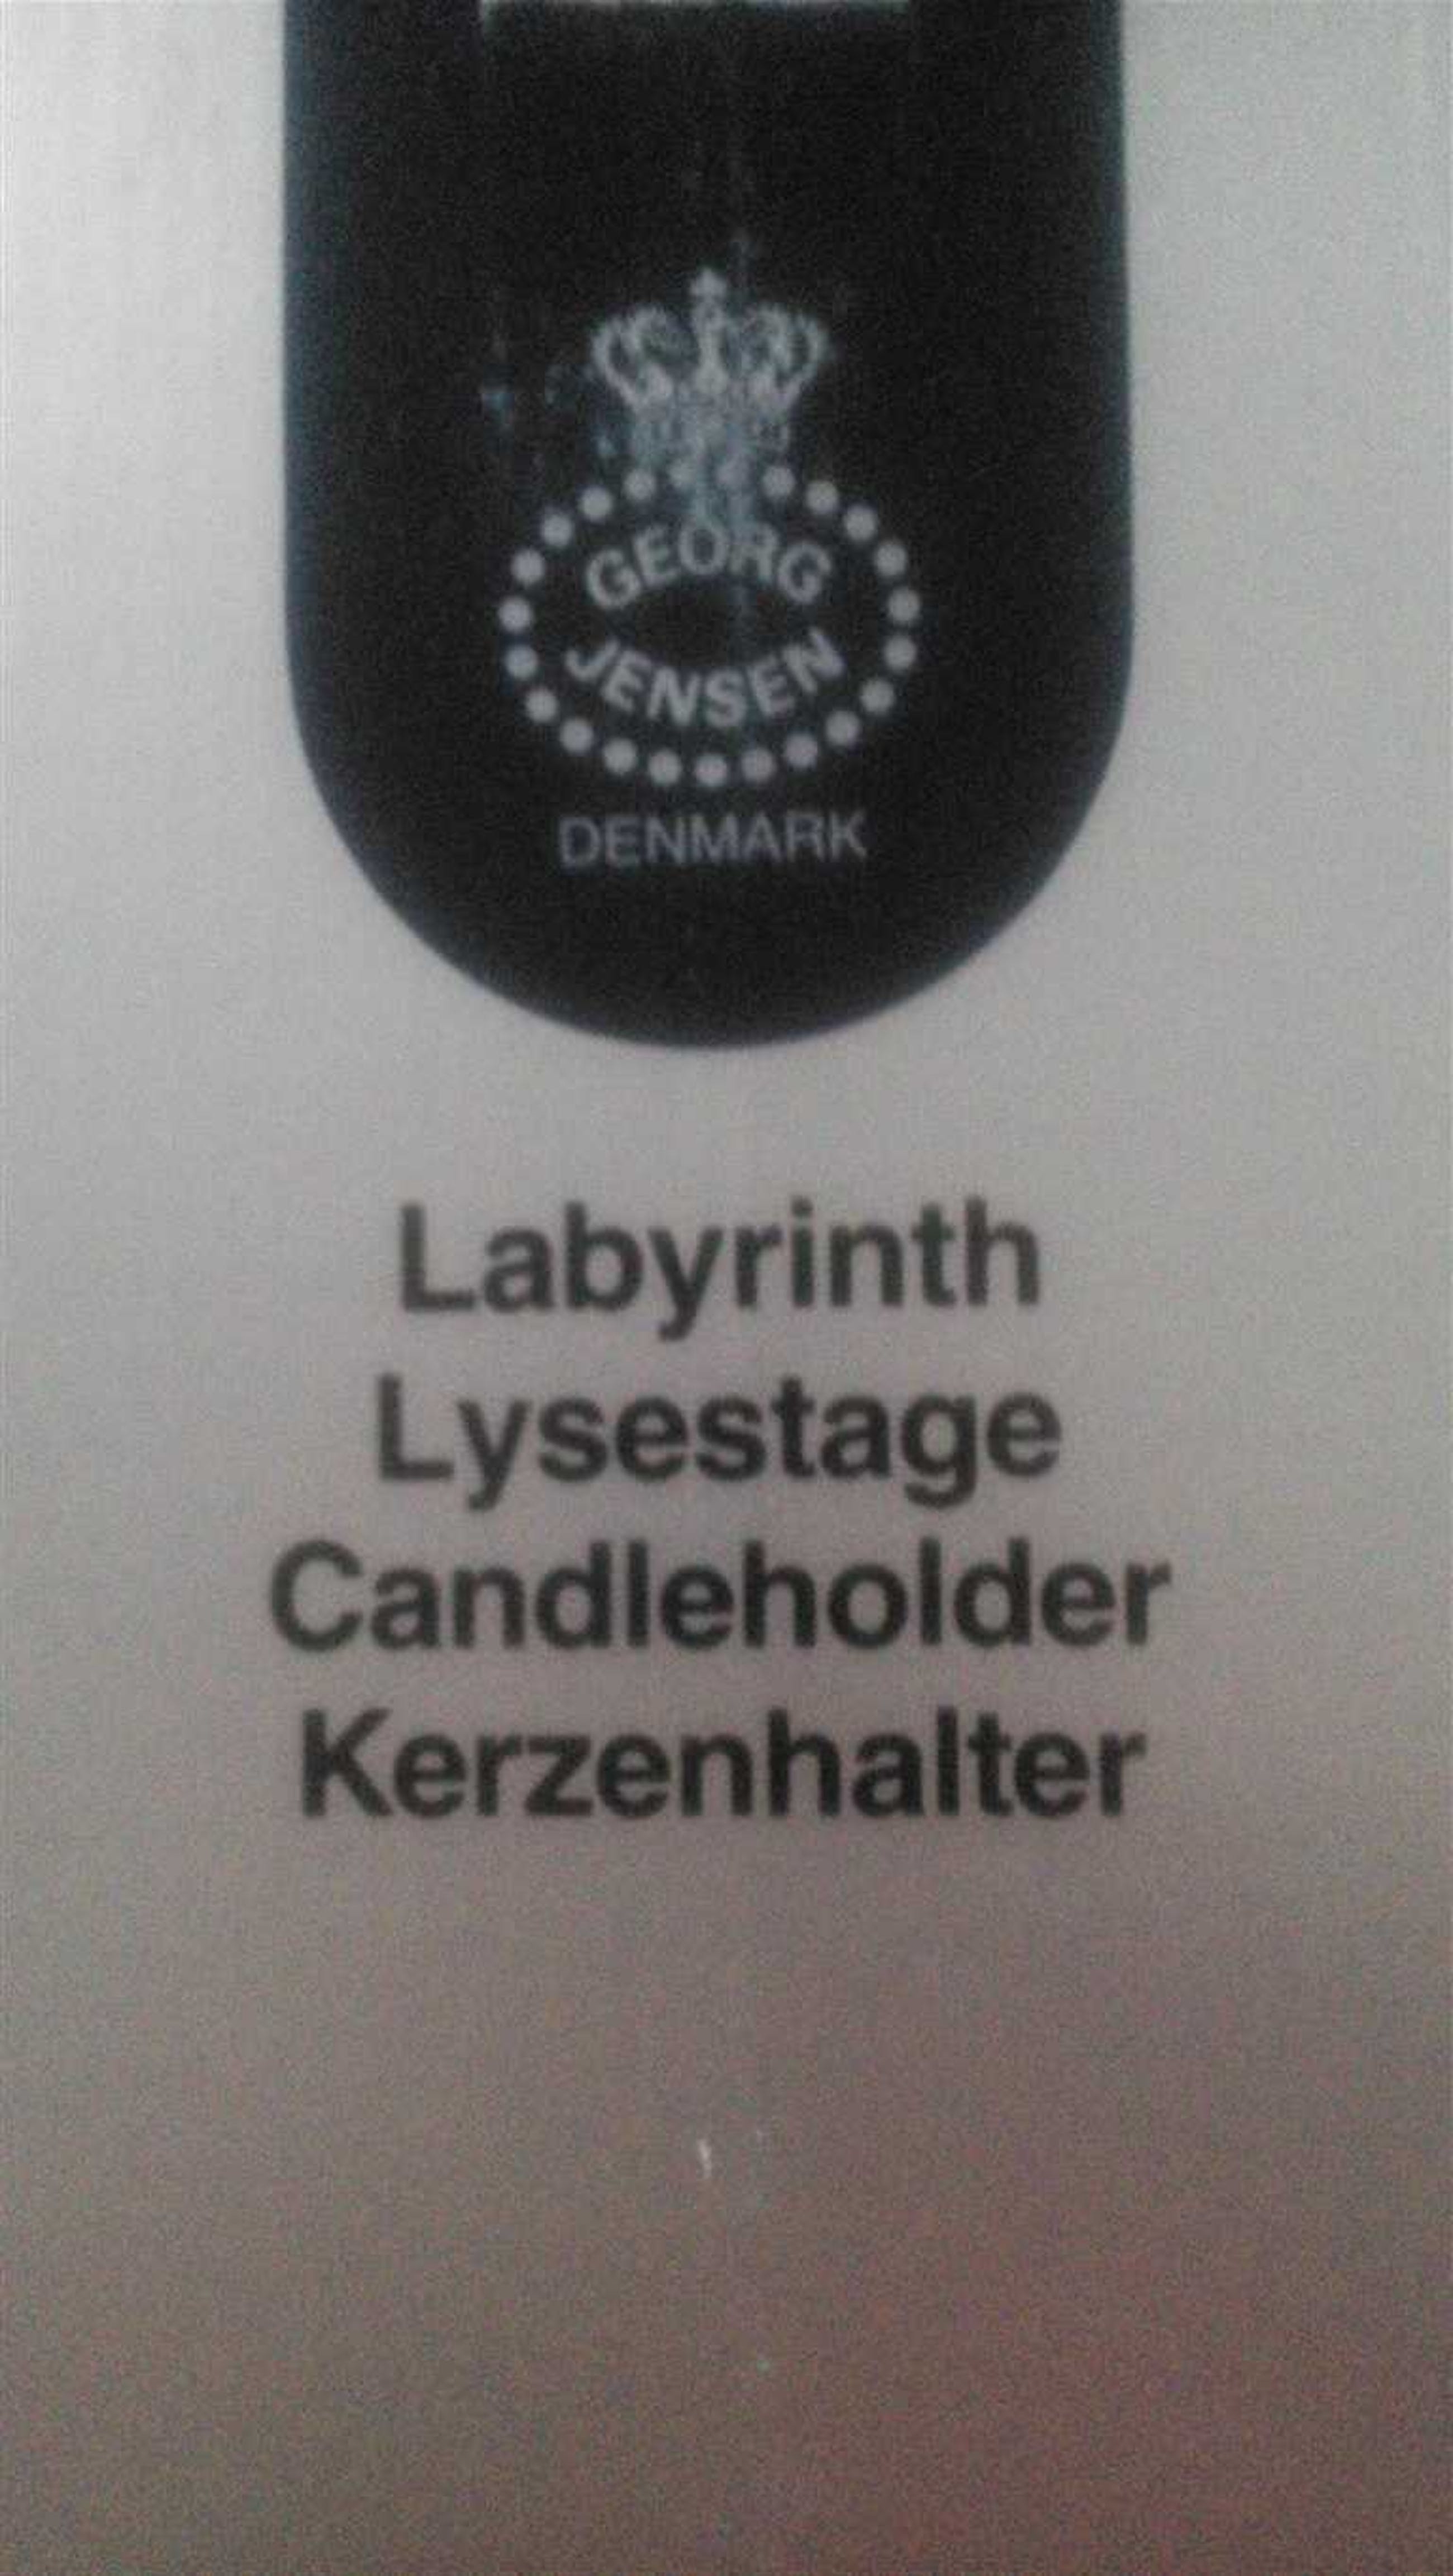 GEORG
JENSEN
DENMARK
Labyrinth
Lysestage
Candleholder
Kerzenhalter